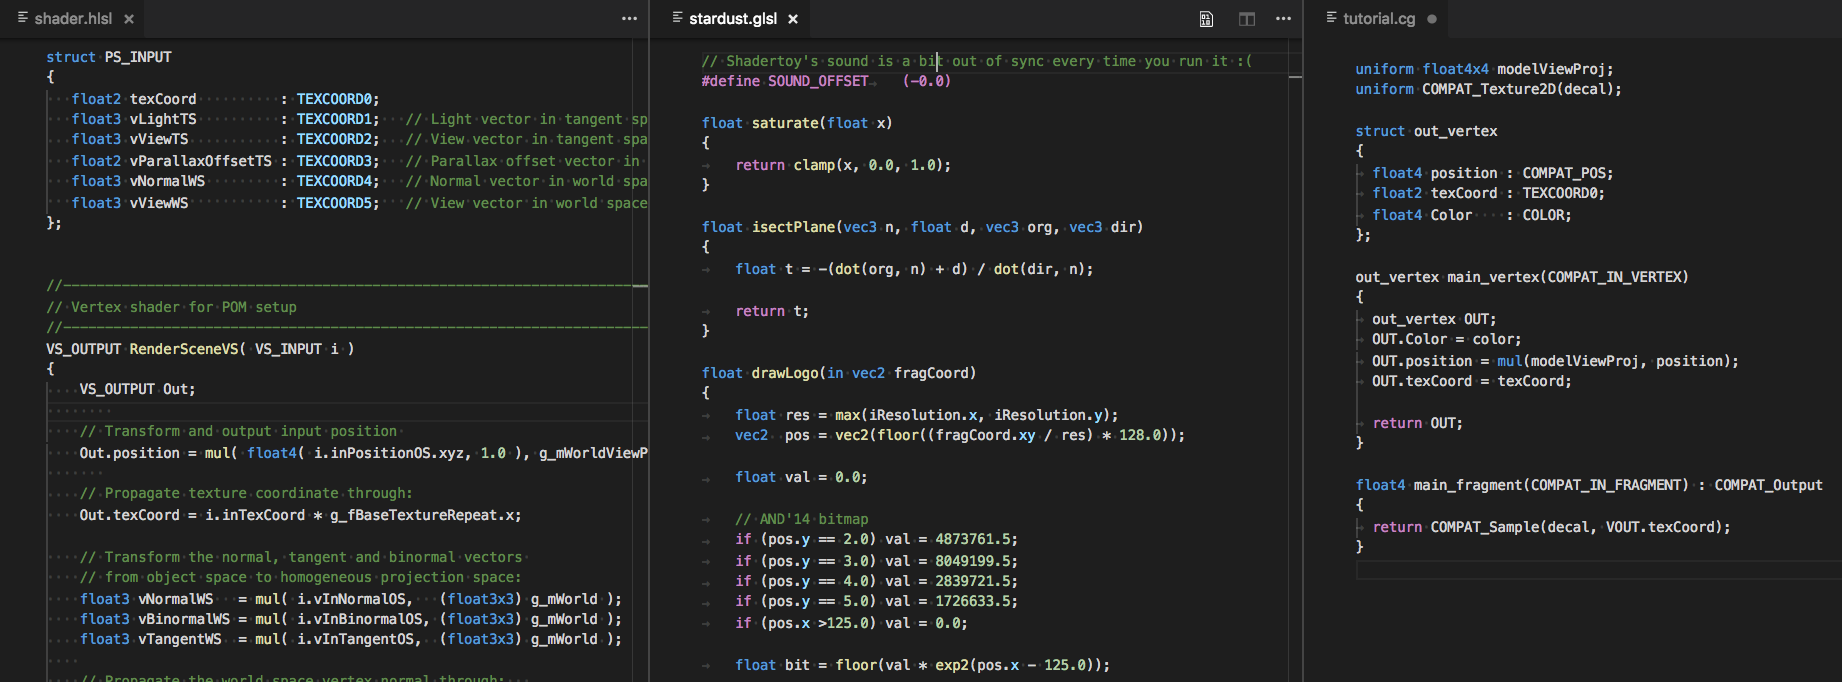 shader.hlsl
struct PS_INPUT
{
float2 texCoord : TEXCOORD0;
float3 vLightTS : TEXCOORD1; // Light vector in tangent sp
float3 vViewTS : TEXCOORD2; // View vector in tangent spa
float2 vParallaxOffsetTS : TEXCOORD3; // Parallax offset vector in
float3 vNormalWS : TEXCOORD4; // Normal vector in world spa
float3 vViewWS : TEXCOORD5; // View vector in world space
};
//----------------------------------------------------------------------
// Vertex shader for POM setup
//----------------------------------------------------------------------
VS_OUTPUT RenderSceneVS( VS_INPUT i )
{
VS_OUTPUT Out;
// Transform and output input position
Out.position = mul( float4( i.inPositionOS.xyz, 1.0 ), g_mWorldViewP
// Propagate texture coordinate through:
Out.texCoord = i.inTexCoord * g_fBaseTextureRepeat.x;
// Transform the normal, tangent and binormal vectors
// from object space to homogeneous projection space:
float3 vNormalWS = mul( i.vInNormalOS, (float3x3) g_mWorld );
float3 vBinormalWS = mul( i.vInBinormalOS, (float3x3) g_mWorld );
float3 vTangentWS = mul( i.vInTangentOS, (float3x3) g_mWorld );
// Propagate the world space vertex normal through:
stardust.glsl
// Shadertoy's sound is a bit out of sync every time you run it :(
#define SOUND_OFFSET (-0.0)
float saturate(float x)
{
return clamp(x, 0.0, 1.0);
}
float isectPlane(vec3 n, float d, vec3 org, vec3 dir)
{
float t = -(dot(org, n) + d) / dot(dir, n);
return t;
}
float drawLogo(in vec2 fragCoord)
{
float res = max(iResolution.x, iResolution.y);
vec2 pos = vec2(floor((fragCoord.xy / res) * 128.0));
float val = 0.0;
// AND'14 bitmap
if (pos.y == 2.0) val = 4873761.5;
if (pos.y == 3.0) val = 8049199.5;
if (pos.y == 4.0) val = 2839721.5;
if (pos.y == 5.0) val = 1726633.5;
if (pos.x >125.0) val = 0.0;
float bit = floor(val * exp2(pos.x - 125.0));
tutorial.cg
uniform float4x4 modelViewProj;
uniform COMPAT_Texture2D(decal);
struct out_vertex
{
float4 position : COMPAT_POS;
float2 texCoord : TEXCOORD0;
float4 Color : COLOR;
};
out_vertex main_vertex(COMPAT_IN_VERTEX)
{
out_vertex OUT;
OUT.Color = color;
OUT.position = mul(modelViewProj, position);
OUT.texCoord = texCoord;
return OUT;
}
float4 main_fragment(COMPAT_IN_FRAGMENT) : COMPAT_Output
{
return COMPAT_Sample(decal, VOUT.texCoord);
}